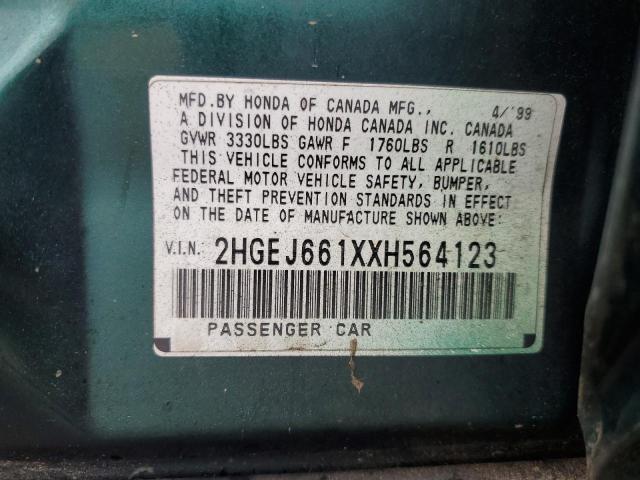 MFD.BY HONDA OF CANADA MFG., 4/'99
A DIVISION OF HONDA CANADA INC. CANADA
GVWR 3330LBS GAWR F 1760LBS R 1610LBS
THIS VEHICLE CONFORMS TO ALL APPLICABLE
FEDERAL MOTOR VEHICLE SAFETY, BUMPER,
AND THEFT PREVENTION STANDARDS IN EFFECT
ON THE DATE OF MANUFACTURE SHOWN ABOVE:
V.I.N. 2HGEJ661XXH564123
PASSENGER CAR